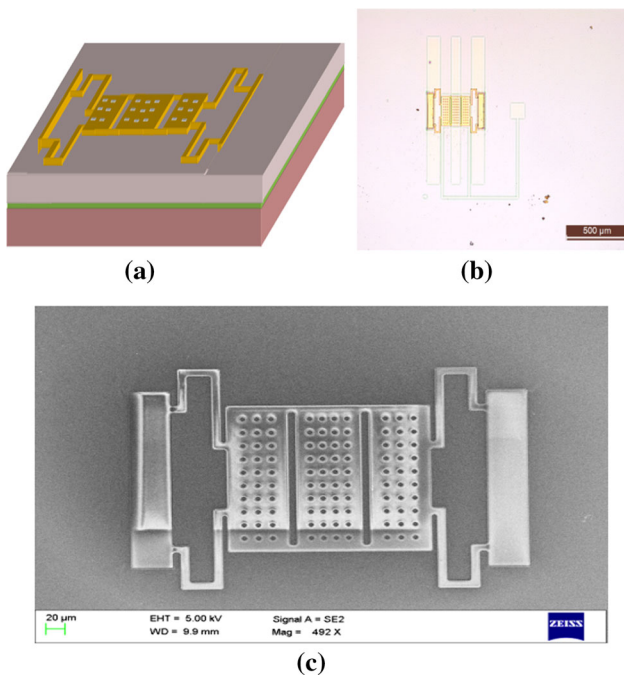 (a)
500 µm
(b)
20 µm
EHT = 5.00 kV
Signal A = SE2
WD = 9.9 mm
Mag = 492 X
ZEISS
(c)